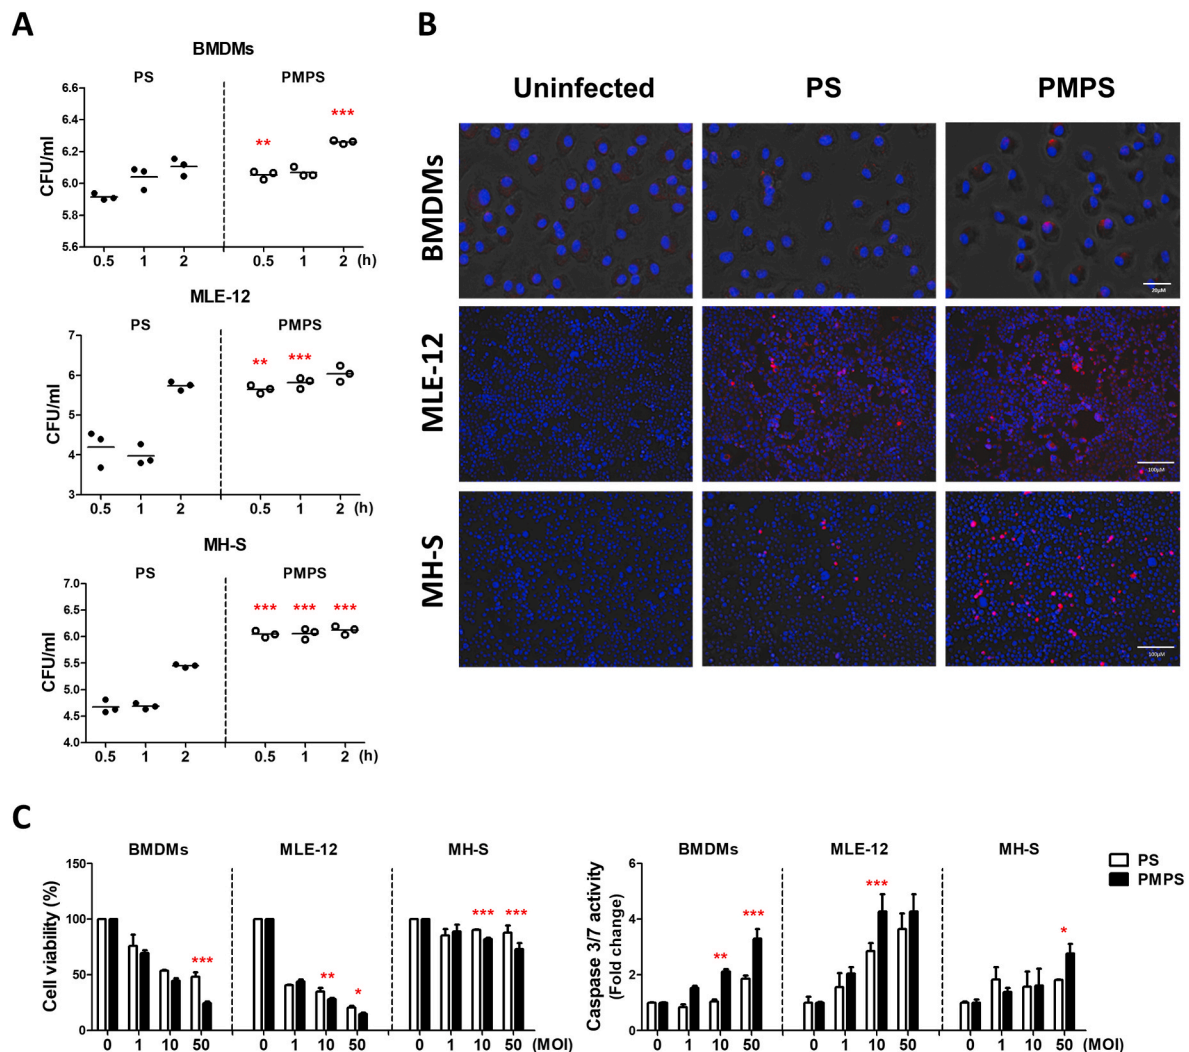 A
BMDMs
PS PMPS
CFU/ml
6.6
6.4
6.2
6.0
5.8
5.6
** ***
0.5 1 2 0.5 1 2 (h)
MLE-12
PS PMPS
CFU/ml
7
6
5
4
3
** ***
0.5 1 2 0.5 1 2 (h)
MH-S
PS PMPS
CFU/ml
7.0
6.5
6.0
5.5
5.0
4.5
4.0
*** *** ***
0.5 1 2 0.5 1 2 (h)
B
Uninfected PS PMPS
BMDMs
20µM
MLE-12
100µM
MH-S
100µM
C
BMDMs MLE-12 MH-S
Cell viability (%)
150
100
50
0
*** ** * *** ***
0 1 10 50 0 1 10 50 0 1 10 50 (MOI)
BMDMs MLE-12 MH-S
Caspase 3/7 activity
(Fold change)
6
4
2
0
** *** *** *
0 1 10 50 0 1 10 50 0 1 10 50 (MOI)
PS
PMPS